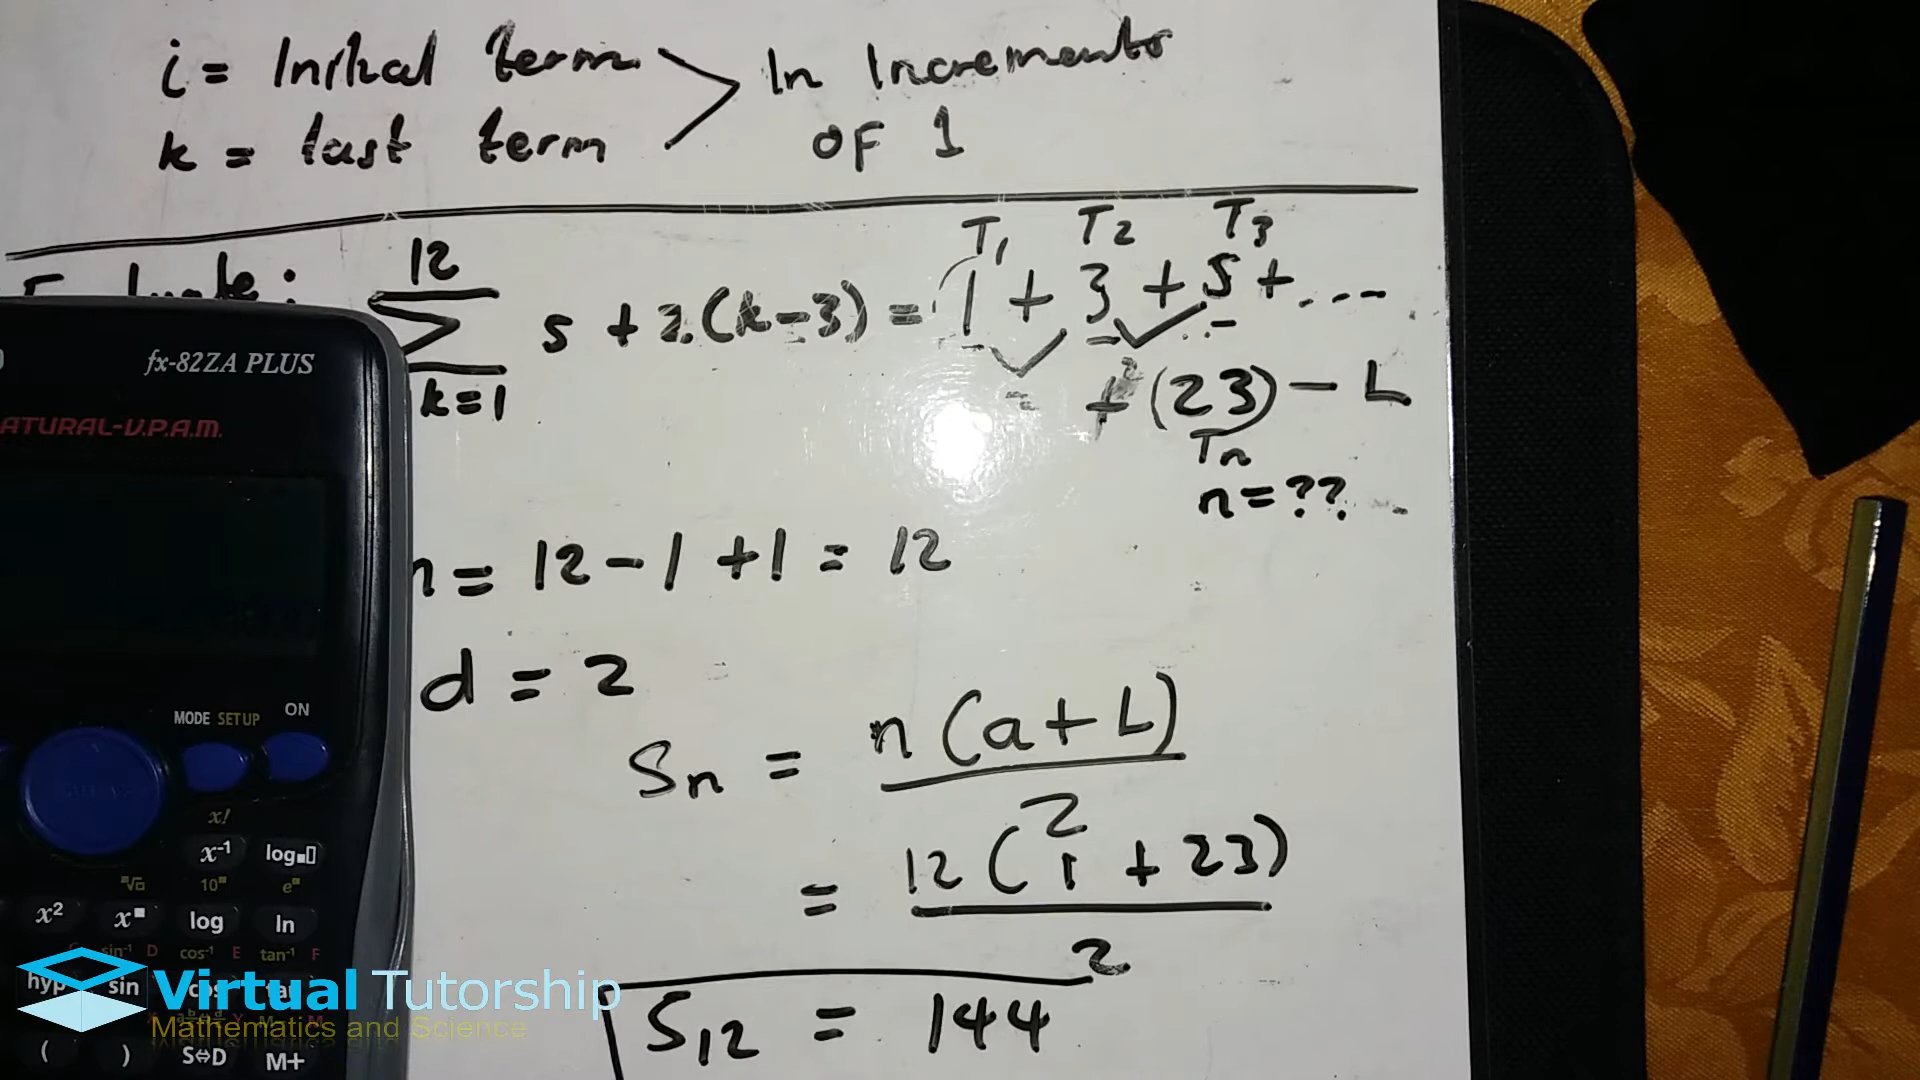 i = Initial term > In Increments
k = last term of 1
12
T1 T2 T3
Σ 5 + 2.(k-3) = 1 + 3 + 5 + ...
k=1
+ (23) - L
Tn
n = ??
n = 12 - 1 + 1 = 12
d = 2
Sn = n(a+L)
2
= 12(1 + 23)
2
S12 = 144
fx-82ZA PLUS
ATURAL-V.P.A.M.
MODE SETUP ON
x!
x⁻¹ log
10 e
x² x log ln
sin⁻¹ D cos⁻¹ E tan⁻¹ F
hyp sin cos tan
( ) S⇔D M+
Virtual Tutorship
Mathematics and Science